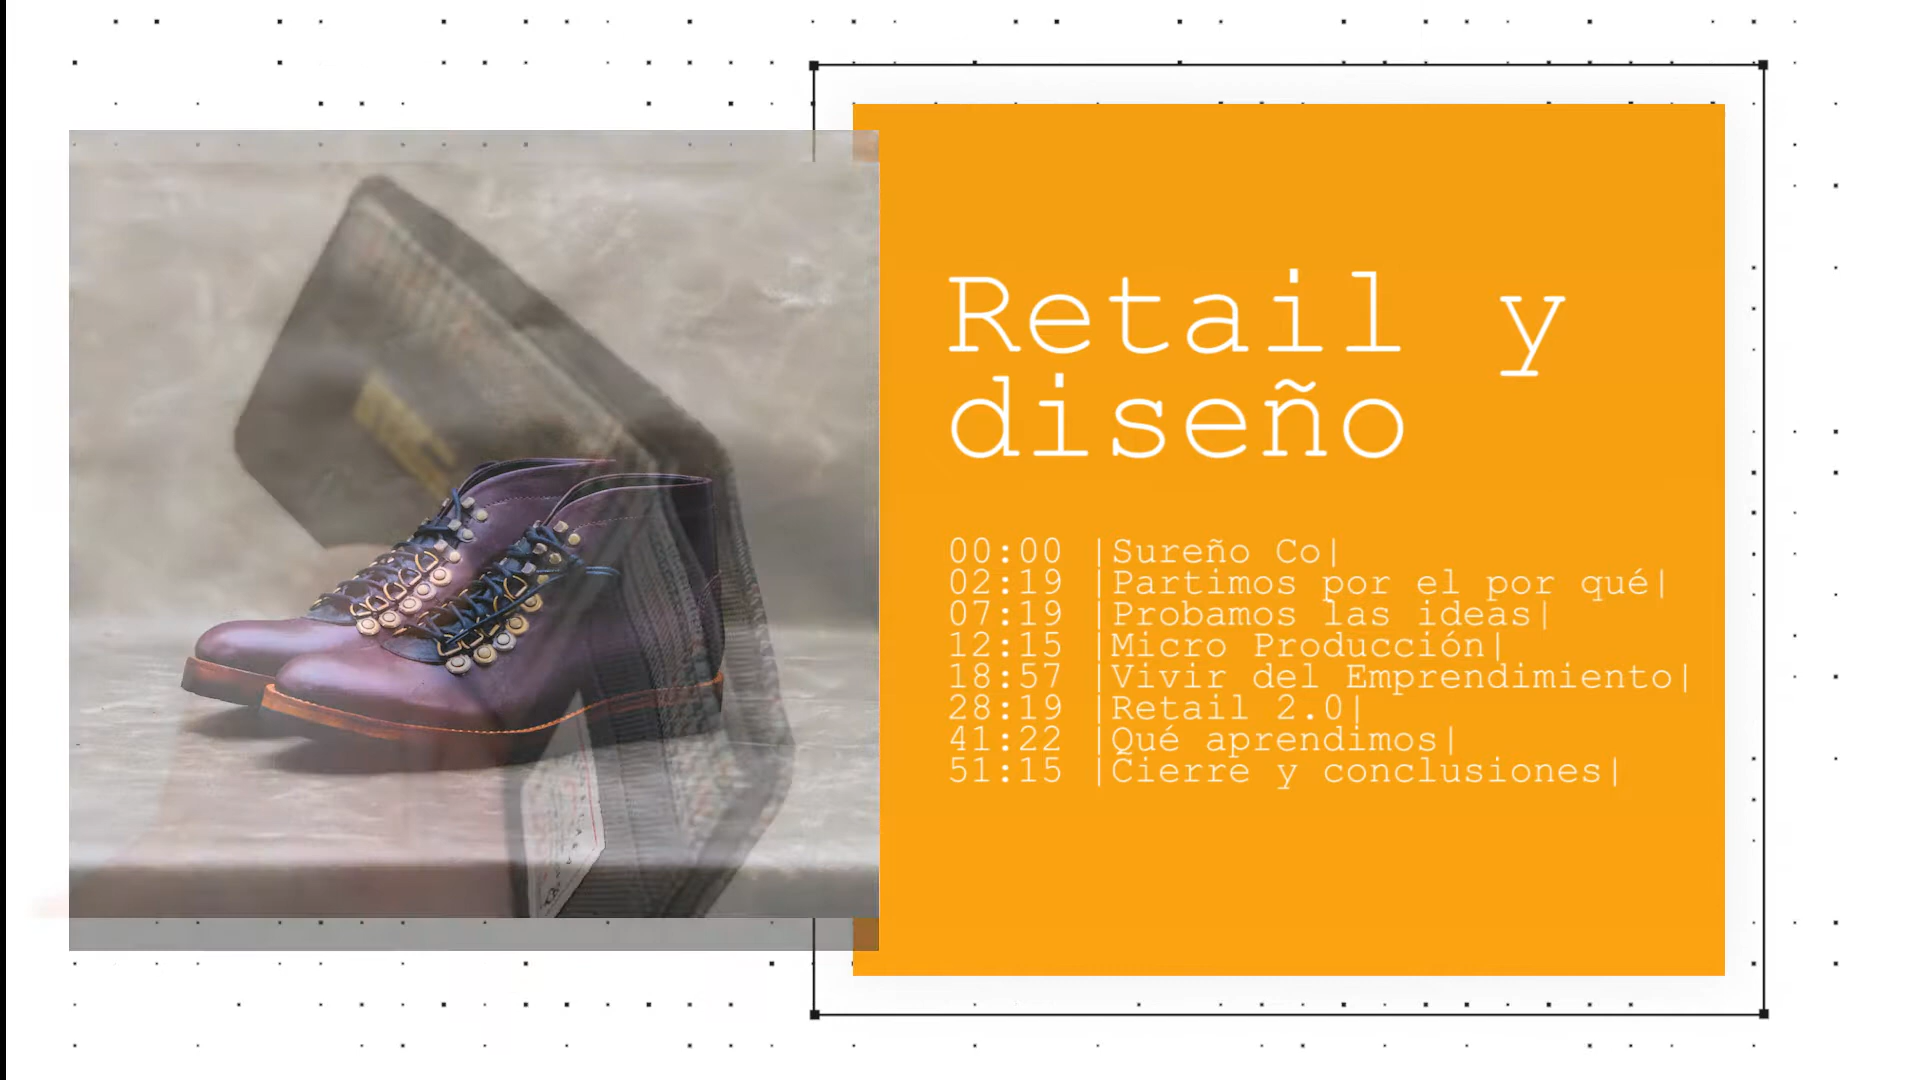 Retail y
diseño
00:00 |Sureño Co|
02:19 |Partimos por el por qué|
07:19 |Probamos las ideas|
12:15 |Micro Producción|
18:57 |Vivir del Emprendimiento|
28:19 |Retail 2.0|
41:22 |Qué aprendimos|
51:15 |Cierre y conclusiones|